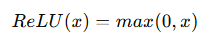 ReLU(x) = max(0, x)